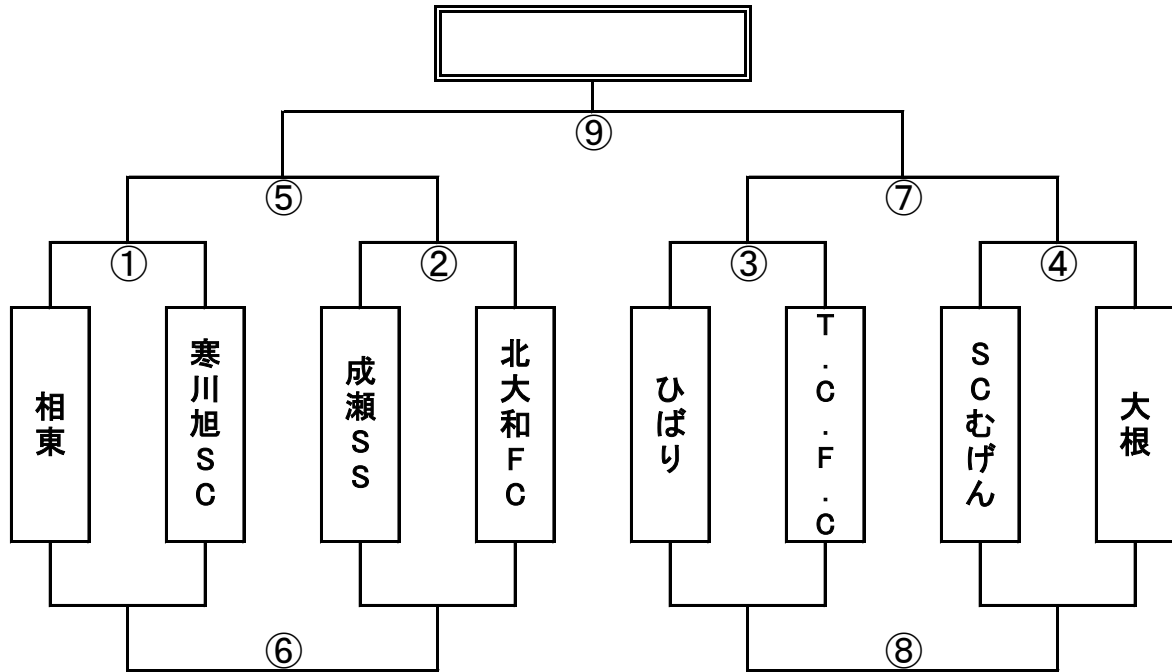 ⑨
⑤
⑦
①
②
③
④
相東
寒川旭SC
成瀬SS
北大和FC
ひばり
T.C.F.C
SCむげん
大根
⑥
⑧